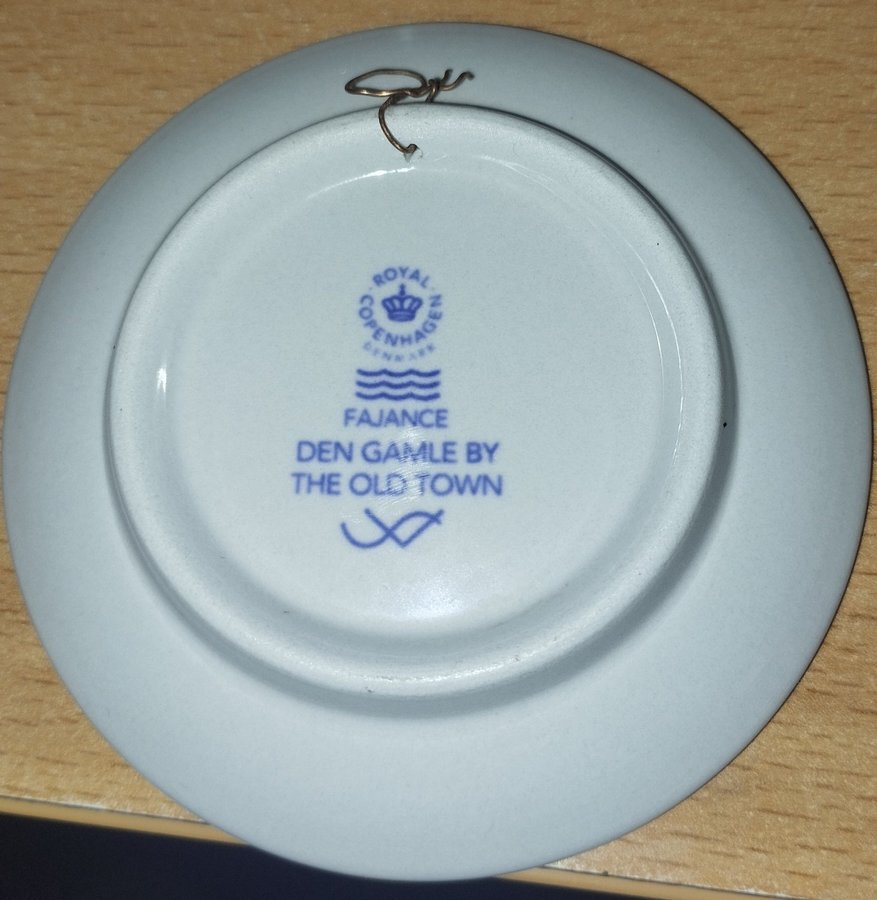 ROYAL
COPENHAGEN
DENMARK
FAJANCE
DEN GAMLE BY
THE OLD TOWN